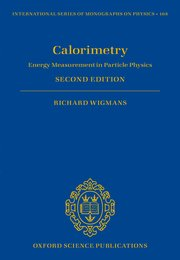 INTERNATIONAL SERIES OF MONOGRAPHS ON PHYSICS • 168
Calorimetry
Energy Measurement in Particle Physics
SECOND EDITION
RICHARD WIGMANS
OXFORD SCIENCE PUBLICATIONS